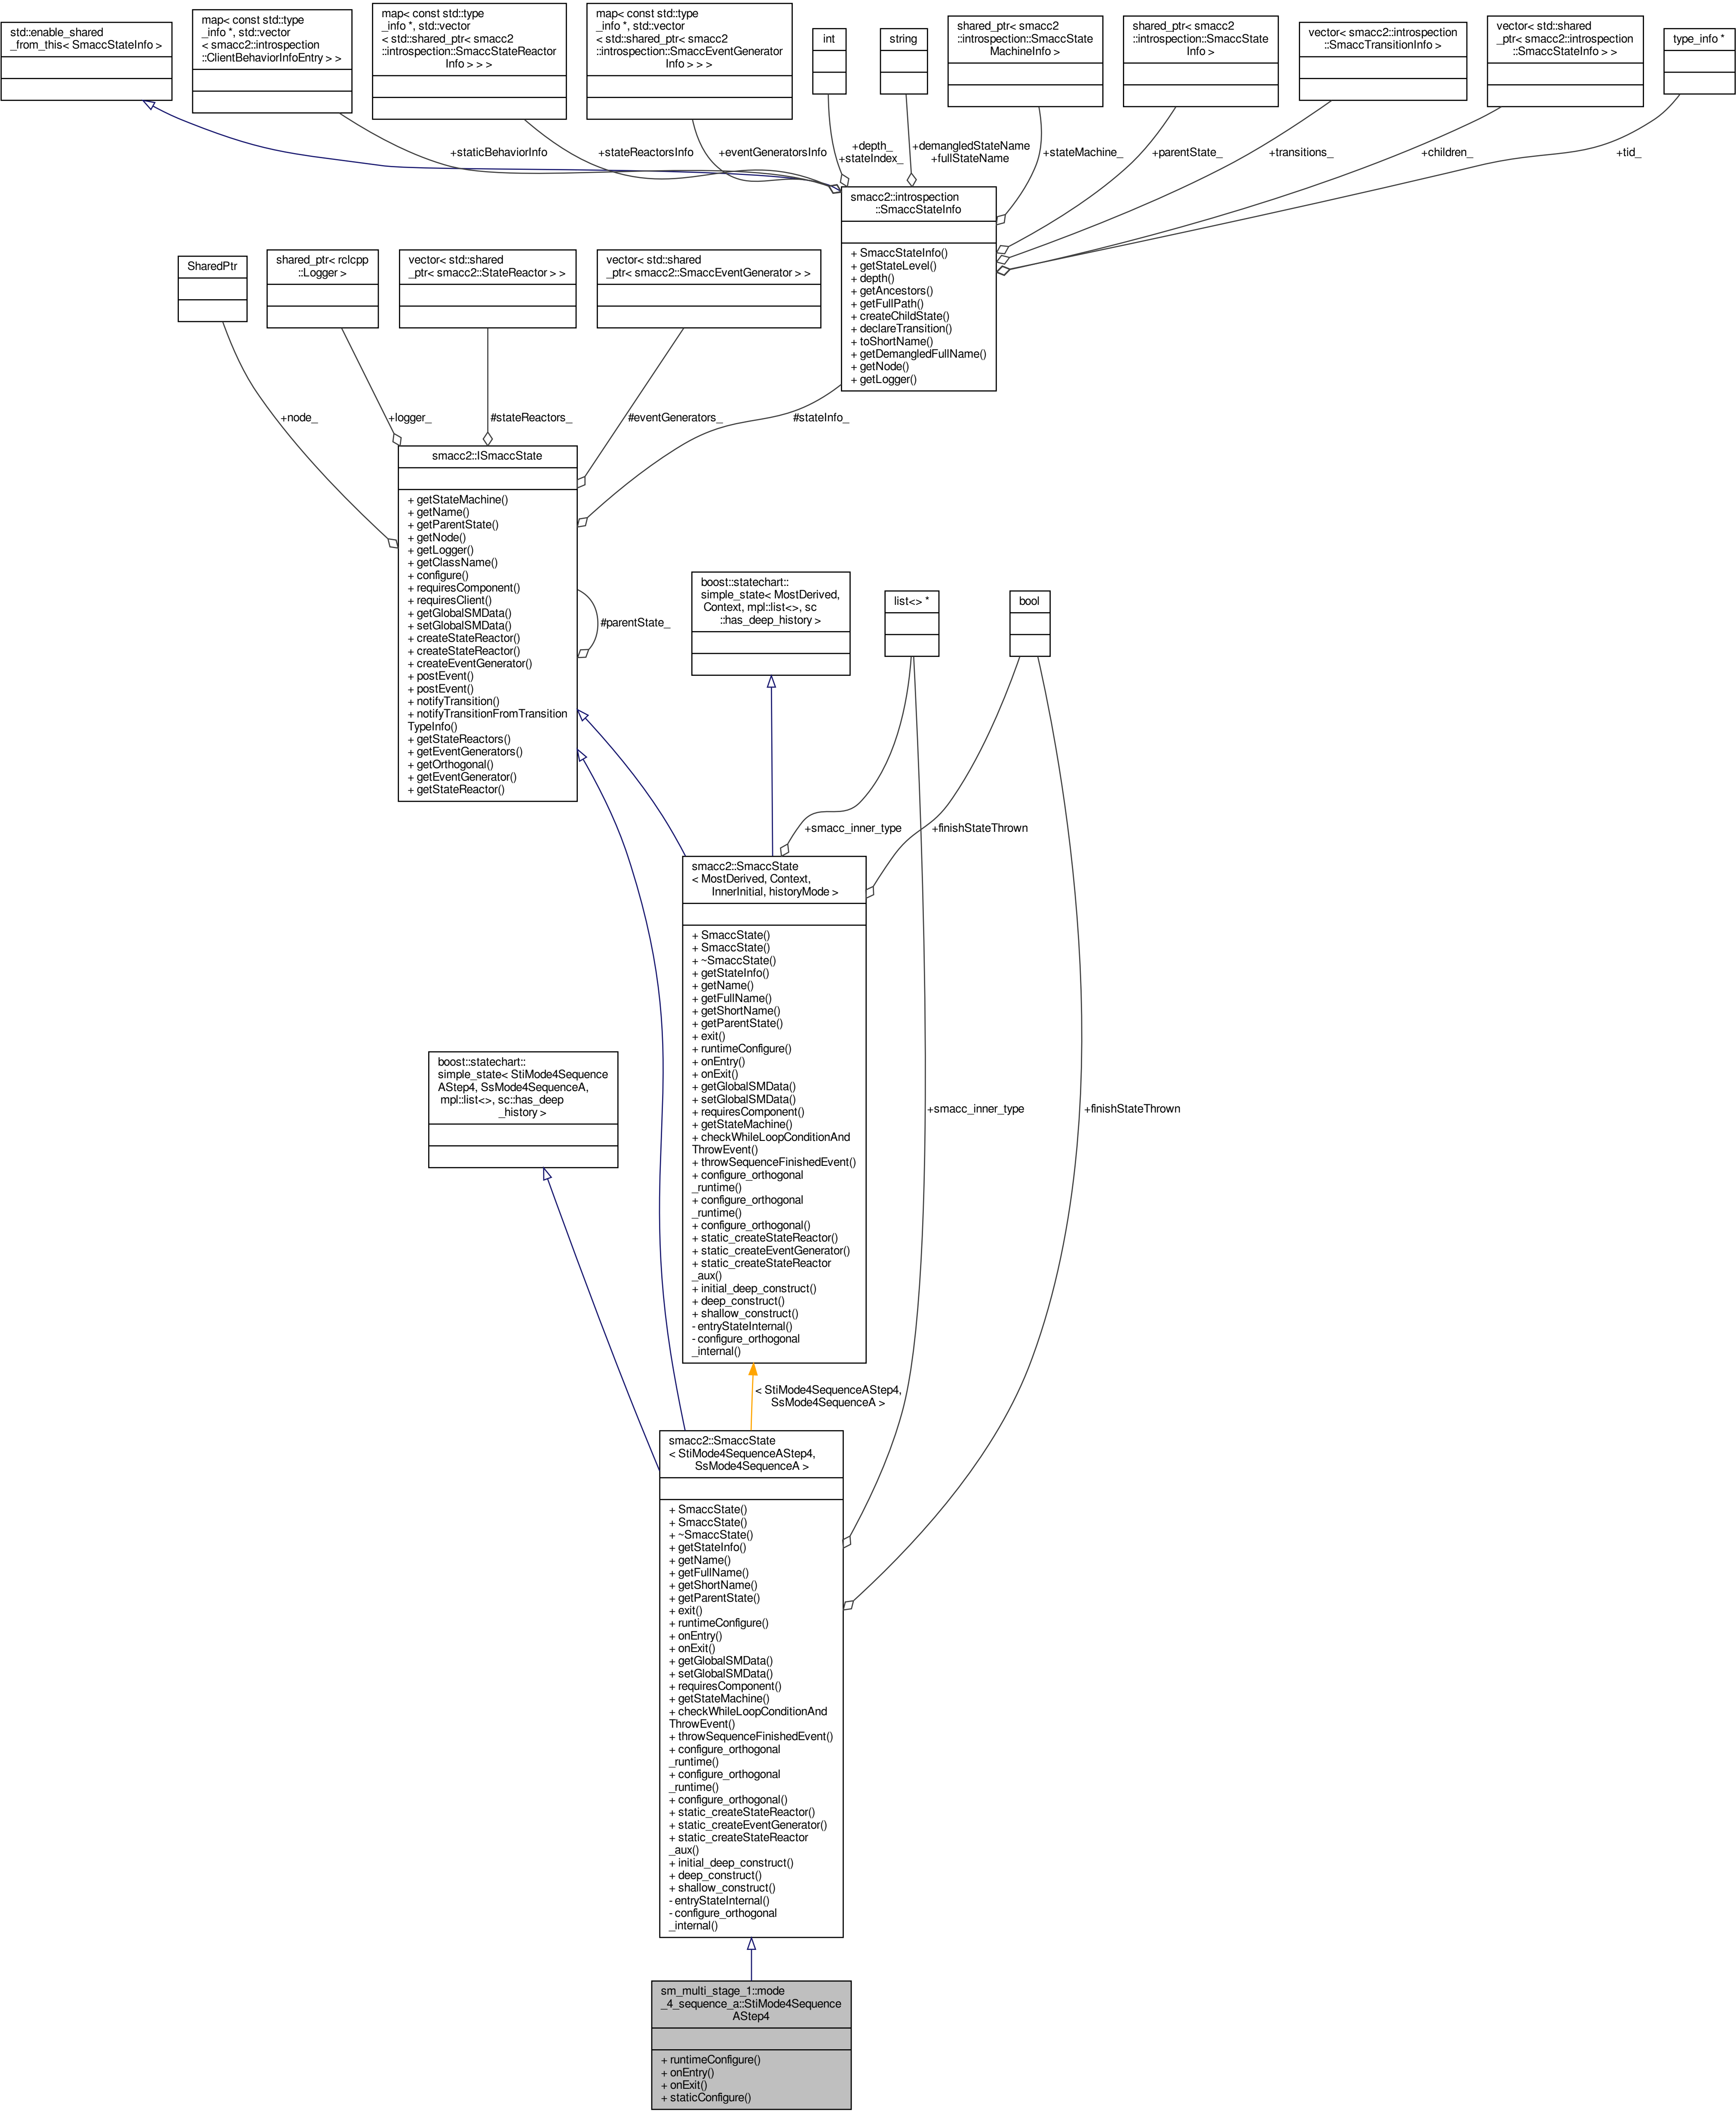 std::enable_shared
_from_this< SmaccStateInfo >
map< const std::type
_info *, std::vector
< smacc2::introspection
::ClientBehaviorInfoEntry > >
map< const std::type
_info *, std::vector
< std::shared_ptr< smacc2
::introspection::SmaccStateReactor
Info > > >
map< const std::type
_info *, std::vector
< std::shared_ptr< smacc2
::introspection::SmaccEventGenerator
Info > > >
int
string
shared_ptr< smacc2
::introspection::SmaccState
MachineInfo >
shared_ptr< smacc2
::introspection::SmaccState
Info >
vector< smacc2::introspection
::SmaccTransitionInfo >
vector< std::shared
_ptr< smacc2::introspection
::SmaccStateInfo > >
type_info *
+staticBehaviorInfo
+stateReactorsInfo
+eventGeneratorsInfo
+depth_
+stateIndex_
+demangledStateName
+fullStateName
+stateMachine_
+parentState_
+transitions_
+children_
+tid_
smacc2::introspection
::SmaccStateInfo
+ SmaccStateInfo()
+ getStateLevel()
+ depth()
+ getAncestors()
+ getFullPath()
+ createChildState()
+ declareTransition()
+ toShortName()
+ getDemangledFullName()
+ getNode()
+ getLogger()
SharedPtr
shared_ptr< rclcpp
::Logger >
vector< std::shared
_ptr< smacc2::StateReactor > >
vector< std::shared
_ptr< smacc2::SmaccEventGenerator > >
+node_
+logger_
#stateReactors_
#eventGenerators_
#stateInfo_
smacc2::ISmaccState
+ getStateMachine()
+ getName()
+ getParentState()
+ getNode()
+ getLogger()
+ getClassName()
+ configure()
+ requiresComponent()
+ requiresClient()
+ getGlobalSMData()
+ setGlobalSMData()
+ createStateReactor()
+ createStateReactor()
+ createEventGenerator()
+ postEvent()
+ postEvent()
+ notifyTransition()
+ notifyTransitionFromTransition
TypeInfo()
+ getStateReactors()
+ getEventGenerators()
+ getOrthogonal()
+ getEventGenerator()
+ getStateReactor()
#parentState_
boost::statechart::
simple_state< MostDerived,
Context, mpl::list<>, sc
::has_deep_history >
list<> *
bool
+smacc_inner_type
+finishStateThrown
smacc2::SmaccState
< MostDerived, Context,
InnerInitial, historyMode >
+ SmaccState()
+ SmaccState()
+ ~SmaccState()
+ getStateInfo()
+ getName()
+ getFullName()
+ getShortName()
+ getParentState()
+ exit()
+ runtimeConfigure()
+ onEntry()
+ onExit()
+ getGlobalSMData()
+ setGlobalSMData()
+ requiresComponent()
+ getStateMachine()
+ checkWhileLoopConditionAnd
ThrowEvent()
+ throwSequenceFinishedEvent()
+ configure_orthogonal
_runtime()
+ configure_orthogonal
_runtime()
+ configure_orthogonal()
+ static_createStateReactor()
+ static_createEventGenerator()
+ static_createStateReactor
_aux()
+ initial_deep_construct()
+ deep_construct()
+ shallow_construct()
- entryStateInternal()
- configure_orthogonal
_internal()
boost::statechart::
simple_state< StiMode4Sequence
AStep4, SsMode4SequenceA,
mpl::list<>, sc::has_deep
_history >
+smacc_inner_type
+finishStateThrown
< StiMode4SequenceAStep4,
SsMode4SequenceA >
smacc2::SmaccState
< StiMode4SequenceAStep4,
SsMode4SequenceA >
+ SmaccState()
+ SmaccState()
+ ~SmaccState()
+ getStateInfo()
+ getName()
+ getFullName()
+ getShortName()
+ getParentState()
+ exit()
+ runtimeConfigure()
+ onEntry()
+ onExit()
+ getGlobalSMData()
+ setGlobalSMData()
+ requiresComponent()
+ getStateMachine()
+ checkWhileLoopConditionAnd
ThrowEvent()
+ throwSequenceFinishedEvent()
+ configure_orthogonal
_runtime()
+ configure_orthogonal
_runtime()
+ configure_orthogonal()
+ static_createStateReactor()
+ static_createEventGenerator()
+ static_createStateReactor
_aux()
+ initial_deep_construct()
+ deep_construct()
+ shallow_construct()
- entryStateInternal()
- configure_orthogonal
_internal()
sm_multi_stage_1::mode
_4_sequence_a::StiMode4Sequence
AStep4
+ runtimeConfigure()
+ onEntry()
+ onExit()
+ staticConfigure()